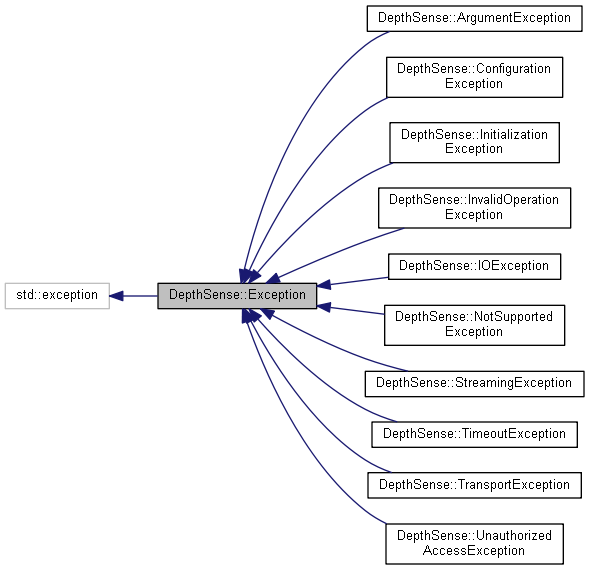 DepthSense::ArgumentException
DepthSense::Configuration
Exception
DepthSense::Initialization
Exception
DepthSense::InvalidOperation
Exception
DepthSense::IOException
std::exception
DepthSense::Exception
DepthSense::NotSupported
Exception
DepthSense::StreamingException
DepthSense::TimeoutException
DepthSense::TransportException
DepthSense::Unauthorized
AccessException